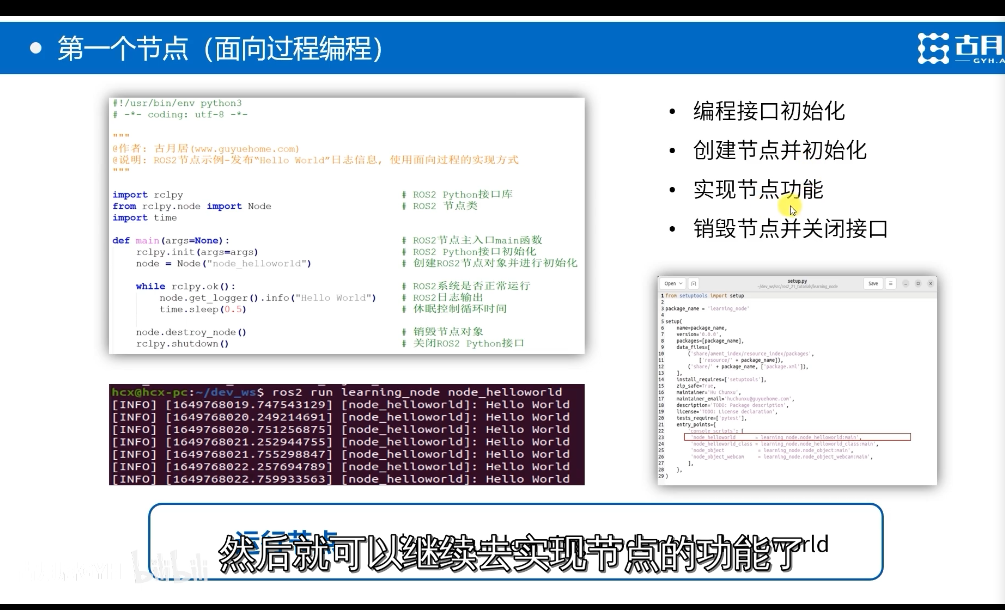 第一个节点（面向过程编程）
古月
GYH.A
#!/usr/bin/env python3
# -*- coding: utf-8 -*-
"""
@作者: 古月居(www.guyuehome.com)
@说明: ROS2节点示例-发布“Hello World”日志信息, 使用面向过程的实现方式
"""
import rclpy # ROS2 Python接口库
from rclpy.node import Node # ROS2 节点类
import time
def main(args=None): # ROS2节点主入口main函数
rclpy.init(args=args) # ROS2 Python接口初始化
node = Node("node_helloworld") # 创建ROS2节点对象并进行初始化
while rclpy.ok(): # ROS2系统是否正常运行
node.get_logger().info("Hello World") # ROS2日志输出
time.sleep(0.5) # 休眠控制循环时间
node.destroy_node() # 销毁节点对象
rclpy.shutdown() # 关闭ROS2 Python接口
• 编程接口初始化
• 创建节点并初始化
• 实现节点功能
• 销毁节点并关闭接口
hcx@hcx-pc:~/dev_ws$ ros2 run learning_node node_helloworld
[INFO] [1649768019.747543129] [node_helloworld]: Hello World
[INFO] [1649768020.249214691] [node_helloworld]: Hello World
[INFO] [1649768020.751256875] [node_helloworld]: Hello World
[INFO] [1649768021.252944755] [node_helloworld]: Hello World
[INFO] [1649768021.755298847] [node_helloworld]: Hello World
[INFO] [1649768022.257694789] [node_helloworld]: Hello World
[INFO] [1649768022.759933563] [node_helloworld]: Hello World
Open
setup.py
Save
1 from setuptools import setup
2
3 package_name = 'learning_node'
4
5 setup(
6 name=package_name,
7 version='0.0.0',
8 packages=[package_name],
9 data_files=[
10 ('share/ament_index/resource_index/packages',
11 ['resource/' + package_name]),
12 ('share/' + package_name, ['package.xml']),
13 ],
14 install_requires=['setuptools'],
15 zip_safe=True,
16 maintainer='Hu Chunxu',
17 maintainer_email='huchunxu@guyuehome.com',
18 description='TODO: Package description',
19 license='TODO: License declaration',
20 tests_require=['pytest'],
21 entry_points={
22 'console_scripts': [
23 'node_helloworld = learning_node.node_helloworld:main',
24 'node_helloworld_class = learning_node.node_helloworld_class:main',
25 'node_object = learning_node.node_object:main',
26 'node_object_webcam = learning_node.node_object_webcam:main',
27 ],
28 },
29 )
运行节点
然后就可以继续去实现节点的功能了
bilibili